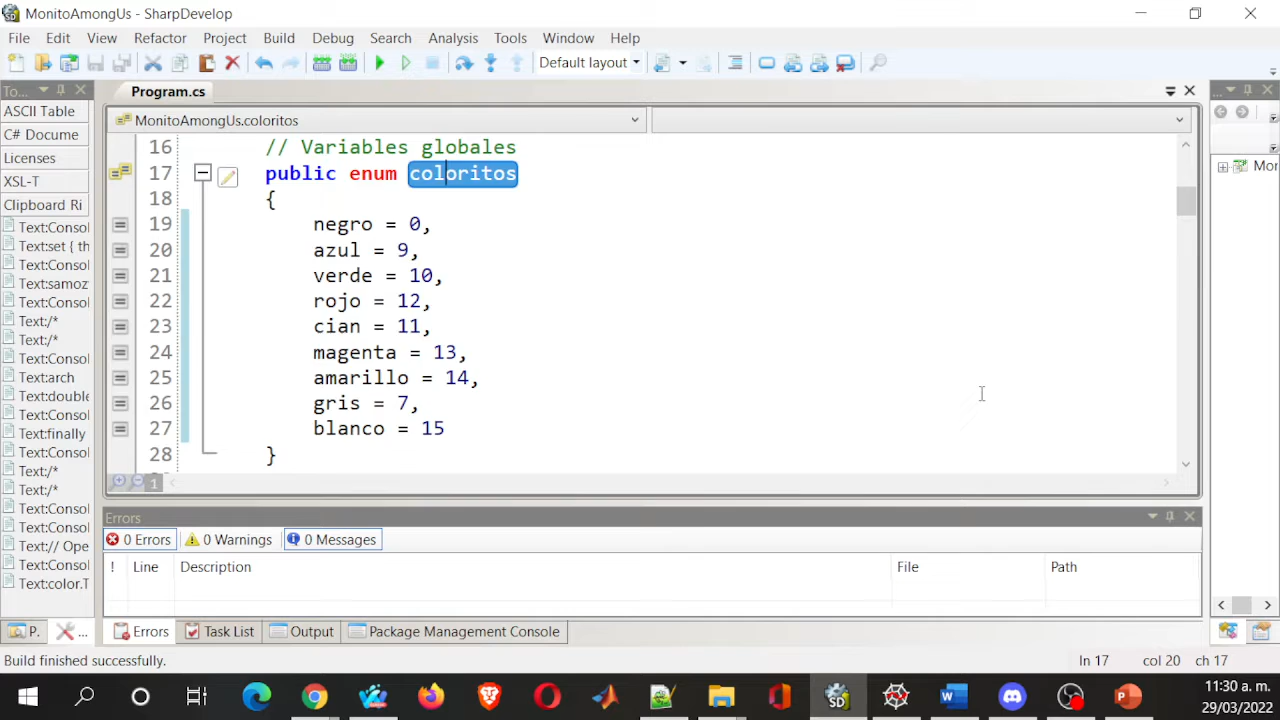 MonitoAmongUs - SharpDevelop
File Edit View Refactor Project Build Debug Search Analysis Tools Window Help
Default layout
To...
Program.cs
...
ASCII Table
C# Docume
Licenses
XSL-T
Clipboard Ri
Text:Consol
Text:set { th
Text:Consol
Text:samoz
Text:Consol
Text:/*
Text:/*
Text:Consol
Text:arch
Text:double
Text:Consol
Text:finally
Text:Consol
Text:/*
Text:/*
Text:Consol
Text:Consol
Text:// Ope
Text:Consol
Text:color.T
MonitoAmongUs.coloritos
16 // Variables globales
17 public enum coloritos
18 {
19 negro = 0,
20 azul = 9,
21 verde = 10,
22 rojo = 12,
23 cian = 11,
24 magenta = 13,
25 amarillo = 14,
26 gris = 7,
27 blanco = 15
28 }
1
Mor
Errors
0 Errors 0 Warnings 0 Messages
! Line Description File Path
P. ...
Errors Task List Output Package Management Console
Build finished successfully.
ln 17 col 20 ch 17
SD
11:30 a. m.
29/03/2022